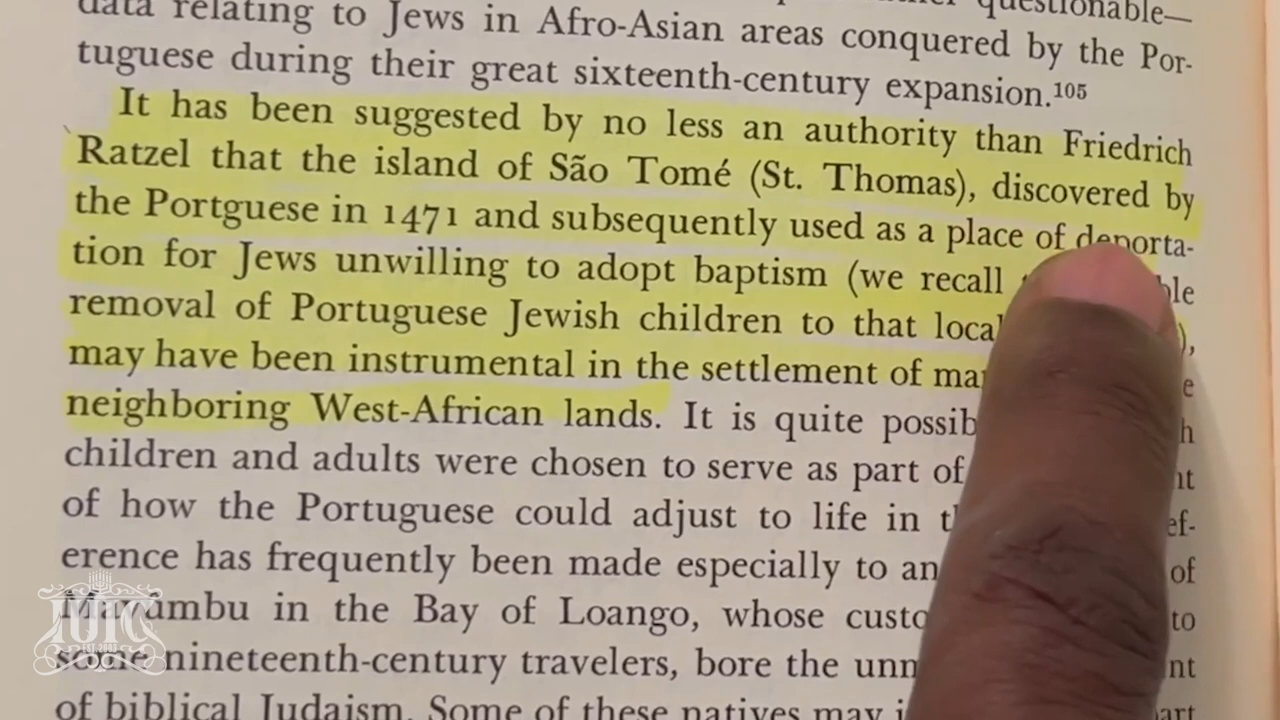 data relating to Jews in Afro-Asian areas conquered by the Por-
tuguese during their great sixteenth-century expansion.105
It has been suggested by no less an authority than Friedrich
Ratzel that the island of São Tomé (St. Thomas), discovered by
the Portguese in 1471 and subsequently used as a place of deporta-
tion for Jews unwilling to adopt baptism (we recall
removal of Portuguese Jewish children to that
may have been instrumental in the settlement of
neighboring West-African lands. It is quite
children and adults were chosen to serve as part of
of how the Portuguese could adjust to life in
erence has frequently been made especially to of
in the Bay of Loango, whose to
some nineteenth-century travelers, bore the
of biblical Judaism. Some of these natives may
IUIC
EST. 2003